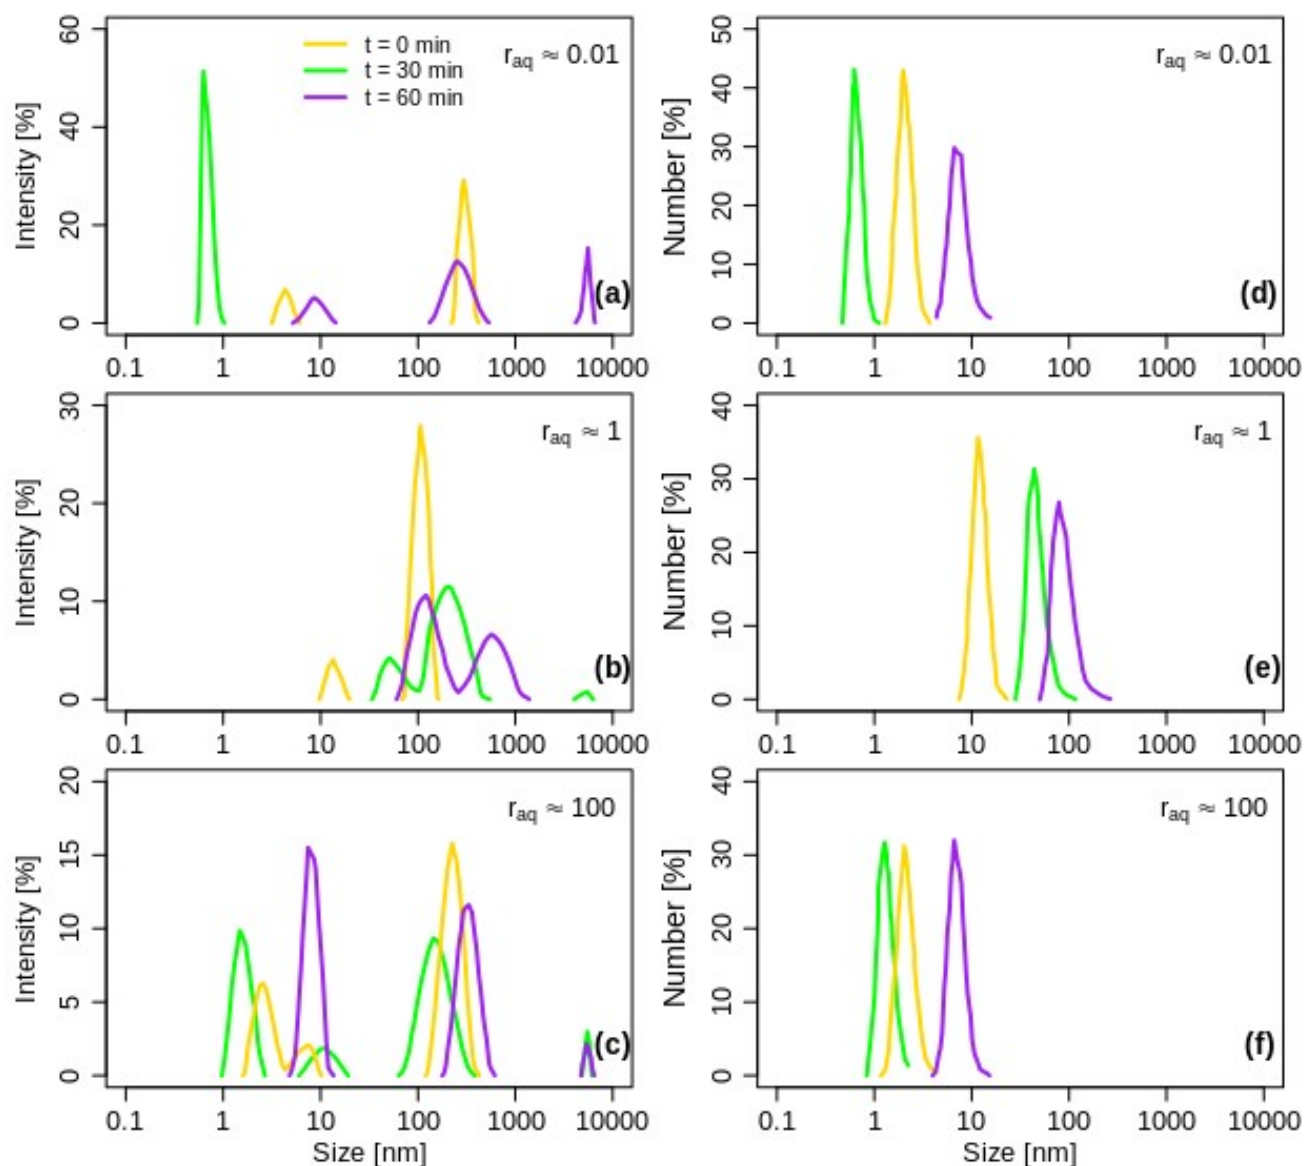 Intensity [%]
60
40
20
0
t = 0 min
t = 30 min
t = 60 min
r_aq ≈ 0.01
(a)
0.1 1 10 100 1000 10000
Number [%]
50
40
30
20
10
0
r_aq ≈ 0.01
(d)
0.1 1 10 100 1000 10000
Intensity [%]
30
20
10
0
r_aq ≈ 1
(b)
0.1 1 10 100 1000 10000
Number [%]
40
30
20
10
0
r_aq ≈ 1
(e)
0.1 1 10 100 1000 10000
Intensity [%]
20
15
10
5
0
r_aq ≈ 100
(c)
0.1 1 10 100 1000 10000
Size [nm]
Number [%]
40
30
20
10
0
r_aq ≈ 100
(f)
0.1 1 10 100 1000 10000
Size [nm]